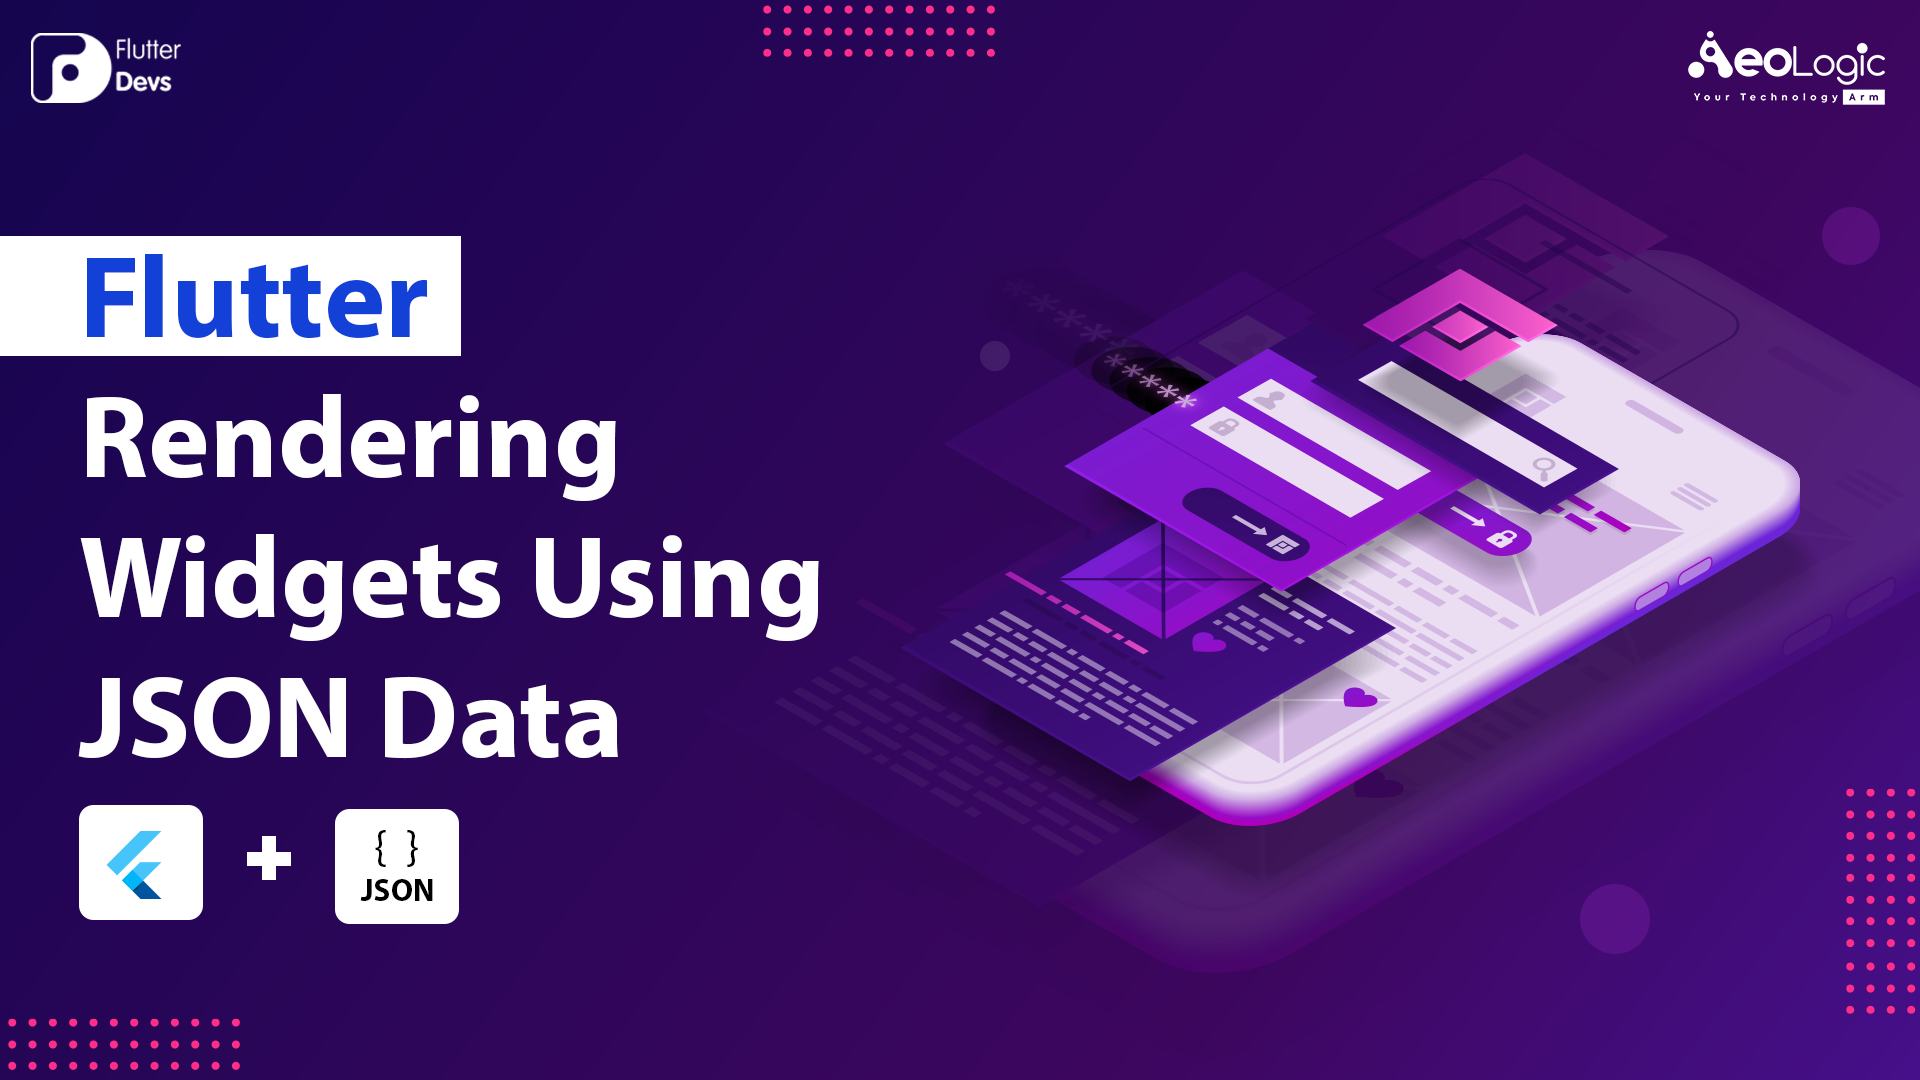 Flutter
Devs
AeoLogic
Your Technology Arm
Flutter
Rendering
Widgets Using
JSON Data
*****
*****
+
{ }
JSON